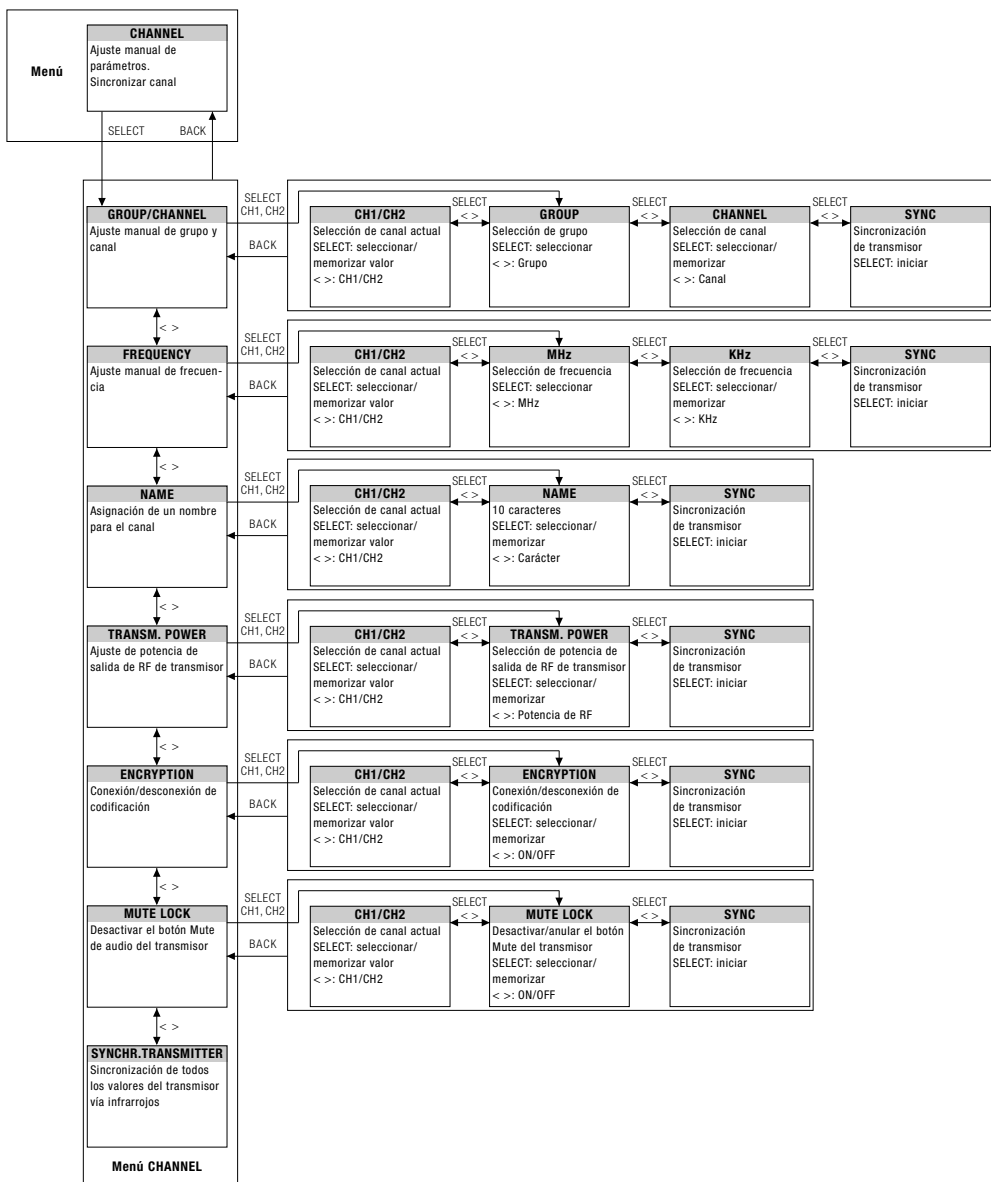 Menú
CHANNEL
Ajuste manual de
parámetros.
Sincronizar canal
SELECT
BACK
GROUP/CHANNEL
Ajuste manual de grupo y
canal
SELECT
CH1, CH2
BACK
CH1/CH2
Selección de canal actual
SELECT: seleccionar/
memorizar valor
< >: CH1/CH2
SELECT
< >
GROUP
Selección de grupo
SELECT: seleccionar
< >: Grupo
SELECT
< >
CHANNEL
Selección de canal
SELECT: seleccionar/
memorizar
< >: Canal
SELECT
< >
SYNC
Sincronización
de transmisor
SELECT: iniciar
< >
FREQUENCY
Ajuste manual de frecuen-
cia
SELECT
CH1, CH2
BACK
CH1/CH2
Selección de canal actual
SELECT: seleccionar/
memorizar valor
< >: CH1/CH2
SELECT
< >
MHz
Selección de frecuencia
SELECT: seleccionar
< >: MHz
SELECT
< >
KHz
Selección de frecuencia
SELECT: seleccionar/
memorizar
< >: KHz
SELECT
< >
SYNC
Sincronización
de transmisor
SELECT: iniciar
< >
NAME
Asignación de un nombre
para el canal
SELECT
CH1, CH2
BACK
CH1/CH2
Selección de canal actual
SELECT: seleccionar/
memorizar valor
< >: CH1/CH2
SELECT
< >
NAME
10 caracteres
SELECT: seleccionar/
memorizar
< >: Carácter
SELECT
< >
SYNC
Sincronización
de transmisor
SELECT: iniciar
< >
TRANSM. POWER
Ajuste de potencia de
salida de RF de transmisor
SELECT
CH1, CH2
BACK
CH1/CH2
Selección de canal actual
SELECT: seleccionar/
memorizar valor
< >: CH1/CH2
SELECT
< >
TRANSM. POWER
Selección de potencia de
salida de RF de transmisor
SELECT: seleccionar/
memorizar
< >: Potencia de RF
SELECT
< >
SYNC
Sincronización
de transmisor
SELECT: iniciar
< >
ENCRYPTION
Conexión/desconexión de
codificación
SELECT
CH1, CH2
BACK
CH1/CH2
Selección de canal actual
SELECT: seleccionar/
memorizar valor
< >: CH1/CH2
SELECT
< >
ENCRYPTION
Conexión/desconexión de
codificación
SELECT: seleccionar/
memorizar
< >: ON/OFF
SELECT
< >
SYNC
Sincronización
de transmisor
SELECT: iniciar
< >
MUTE LOCK
Desactivar el botón Mute
de audio del transmisor
SELECT
CH1, CH2
BACK
CH1/CH2
Selección de canal actual
SELECT: seleccionar/
memorizar valor
< >: CH1/CH2
SELECT
< >
MUTE LOCK
Desactivar/anular el botón
Mute del transmisor
SELECT: seleccionar/
memorizar
< >: ON/OFF
SELECT
< >
SYNC
Sincronización
de transmisor
SELECT: iniciar
< >
SYNCHR.TRANSMITTER
Sincronización de todos
los valores del transmisor
vía infrarrojos
Menú CHANNEL